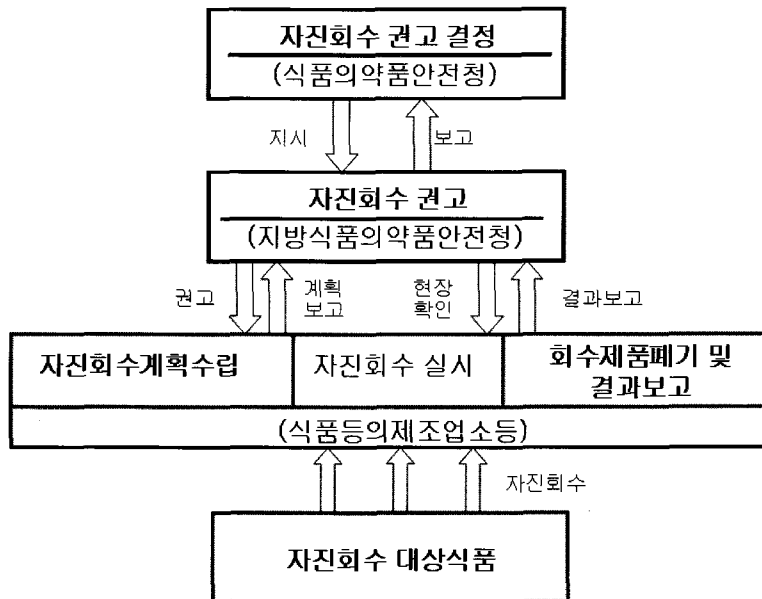 자진회수 권고 결정
(식품의약품안전청)
지시
보고
자진회수 권고
(지방식품의약품안전청)
권고
계획
보고
현장
확인
결과보고
자진회수계획수립
자진회수 실시
회수제품폐기 및
결과보고
(식품등의제조업소등)
자진회수
자진회수 대상식품